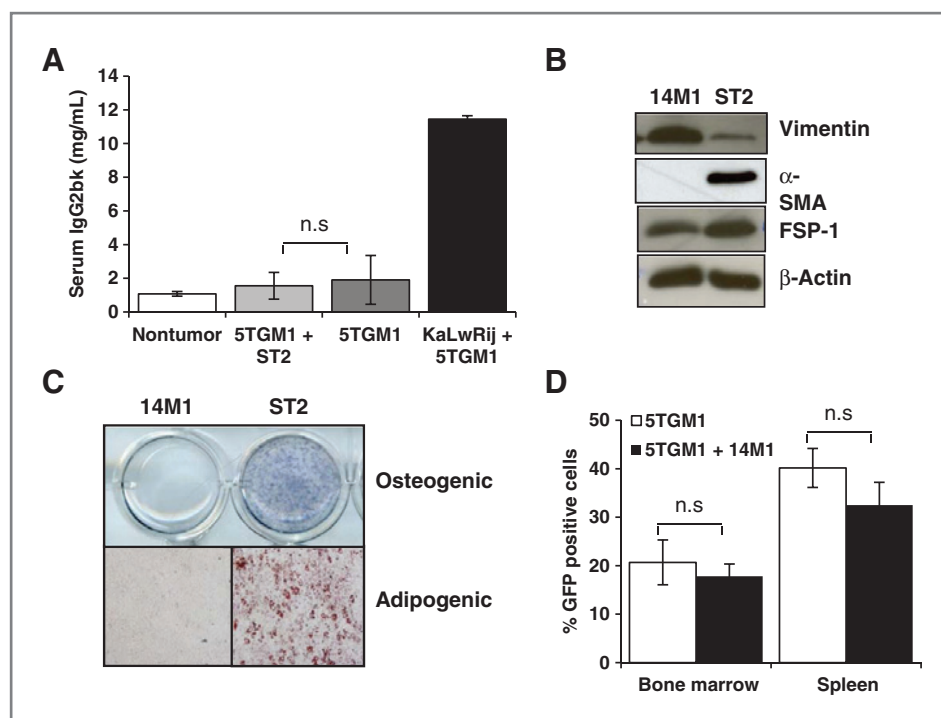 A
Serum IgG2bk (mg/mL)
14
12
10
8
6
4
2
0
n.s
Nontumor
5TGM1 +
ST2
5TGM1
KaLwRij +
5TGM1
B
14M1 ST2
Vimentin
α-
SMA
FSP-1
β-Actin
C
14M1 ST2
Osteogenic
Adipogenic
D
% GFP positive cells
50
40
30
20
10
0
5TGM1
5TGM1 + 14M1
n.s
n.s
Bone marrow
Spleen